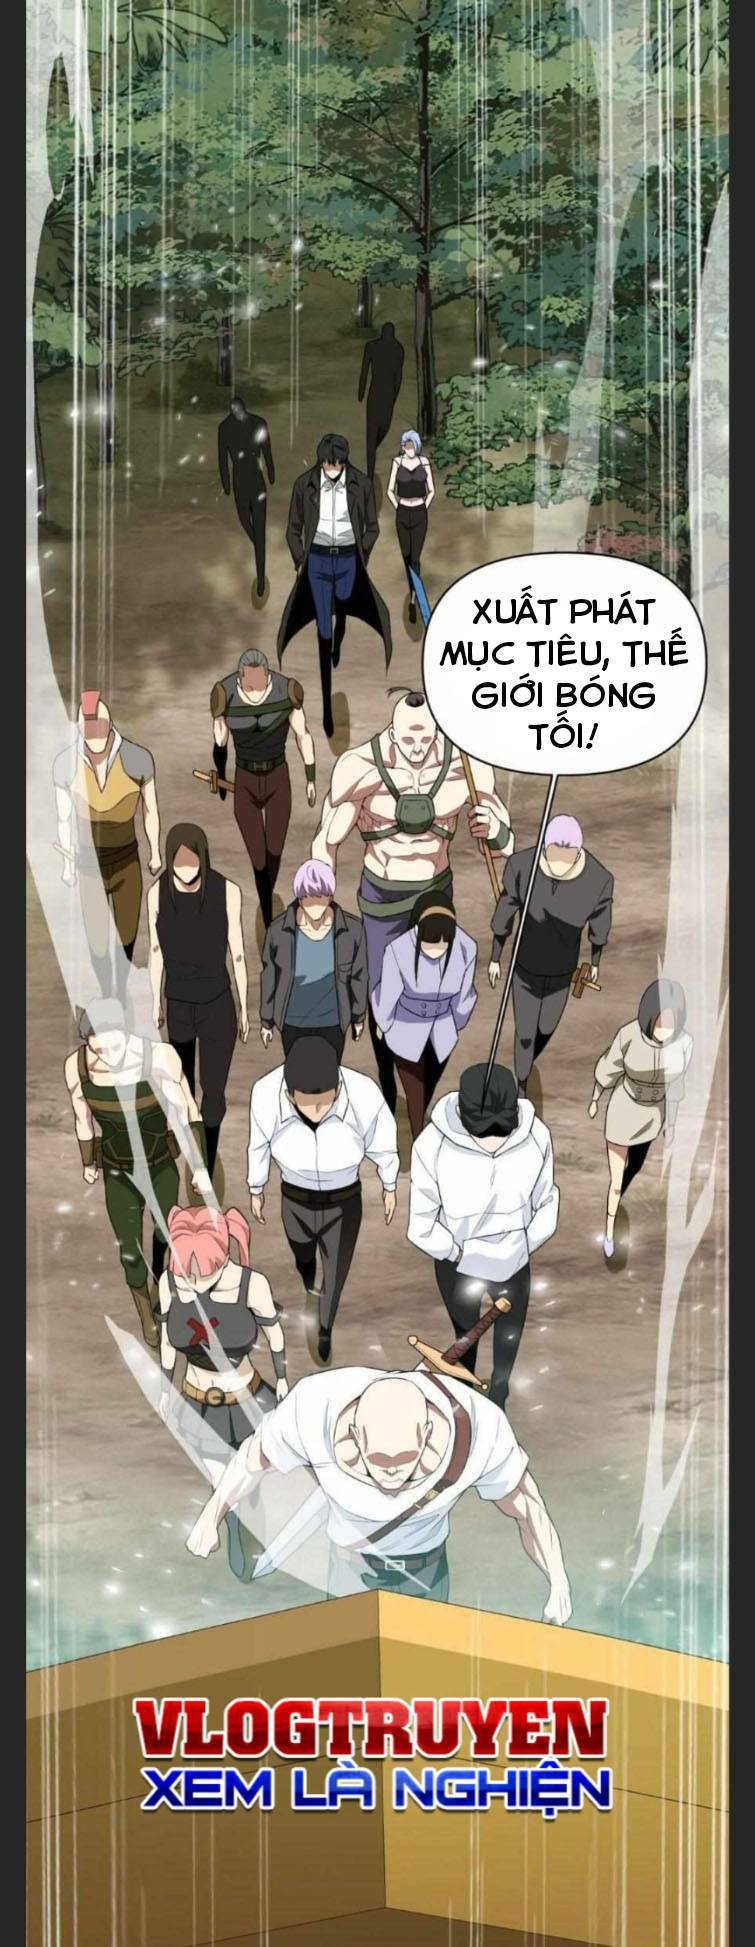 XUẤT PHÁT
MỤC TIÊU, THẾ
GIỚI BÓNG
TỐI!
VLOGTRUYEN
XEM LÀ NGHIỆN